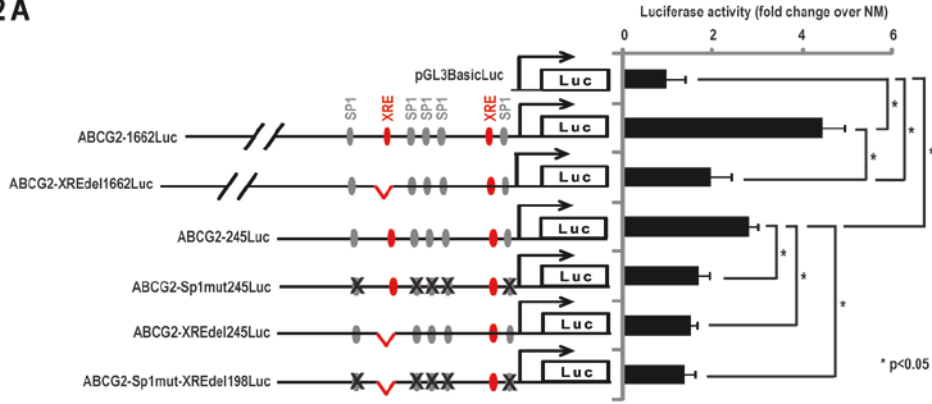 2A
Luciferase activity (fold change over NM)
0 2 4 6
pGL3BasicLuc Luc *
SP1 XRE SP1 SP1 SP1 XRE SP1
ABCG2-1662Luc Luc * *
ABCG2-XREdel1662Luc Luc *
ABCG2-245Luc Luc
ABCG2-Sp1mut245Luc Luc * *
ABCG2-XREdel245Luc Luc *
ABCG2-Sp1mut-XREdel198Luc Luc
* p<0.05